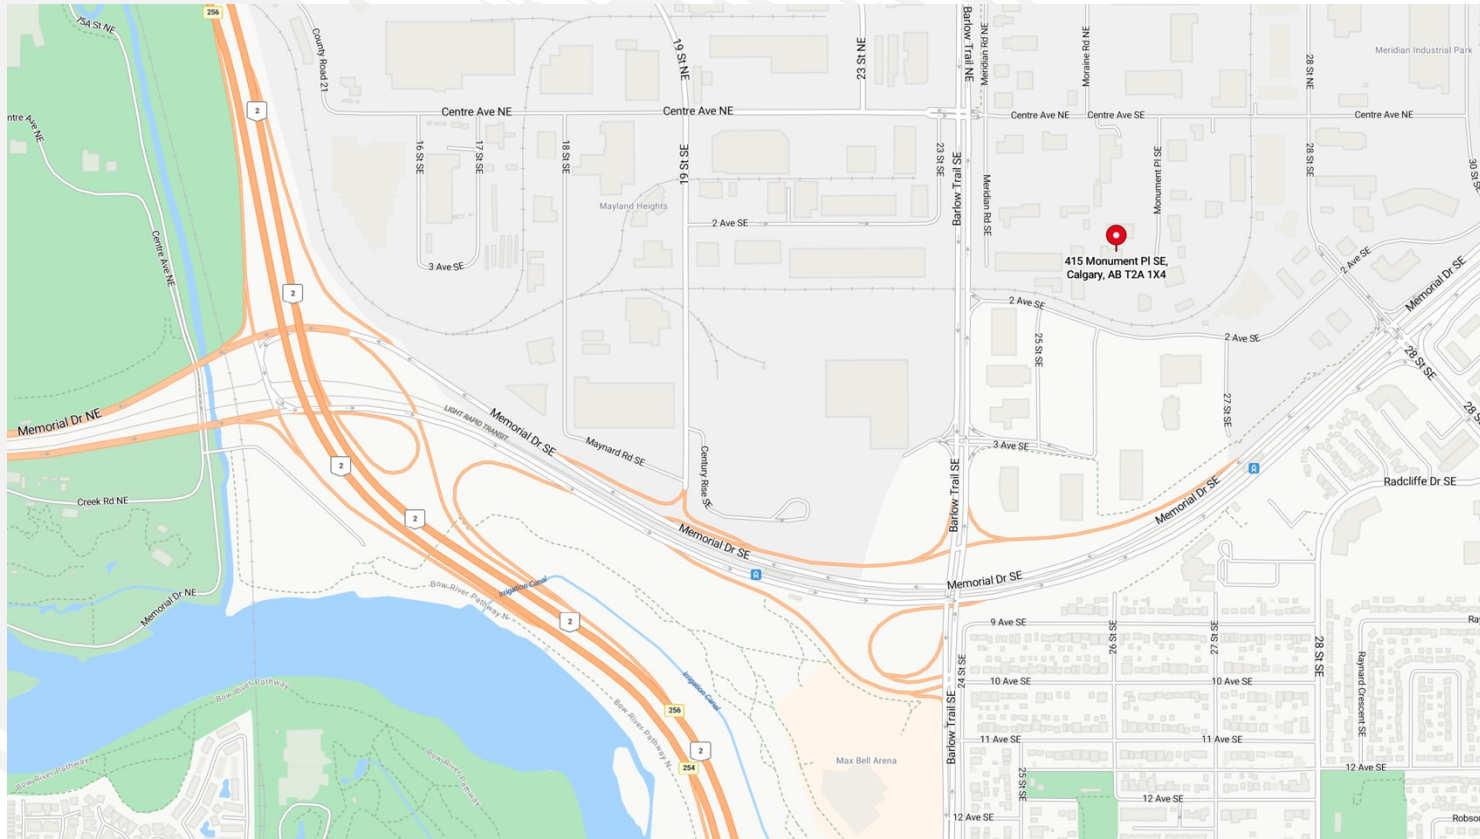 256
15A St NE
County Road 21
19 St NE
23 St NE
Barlow Trail NE
Meridian Rd NE
Moraine Rd NE
28 St NE
Meridian Industrial Park
2
Centre Ave NE
Centre Ave NE
Centre Ave NE
Centre Ave SE
Centre Ave NE
16 St SE
17 St SE
18 St SE
19 St SE
23 St SE
Barlow Trail SE
Meridian Rd SE
Monument Pl SE
28 St SE
30 St SE
Mayland Heights
2 Ave SE
Centre Ave NE
415 Monument Pl SE,
Calgary, AB T2A 1X4
3 Ave SE
2 Ave SE
2
2 Ave SE
Memorial Dr SE
25 St SE
2 Ave SE
28 St SE
27 St SE
28 St
Memorial Dr NE
LIGHT RAPID TRANSIT
Memorial Dr SE
Maynard Rd SE
Century Rise SE
3 Ave SE
2
Barlow Trail SE
Memorial Dr SE
Radcliffe Dr SE
Creek Rd NE
2
Memorial Dr SE
Memorial Dr SE
Bow River Pathway N
Irrigation Canal
Memorial Dr NE
2
9 Ave SE
26 St SE
27 St SE
28 St SE
24 St SE
Raynard Crescent SE
Bow River Pathway
Irrigation Canal
10 Ave SE
10 Ave SE
256
Bow River Pathway N
Barlow Trail SE
2
11 Ave SE
11 Ave SE
Bow River Pathway
Bow River Pathway
254
Max Bell Arena
12 Ave SE
25 St SE
12 Ave SE
12 Ave SE